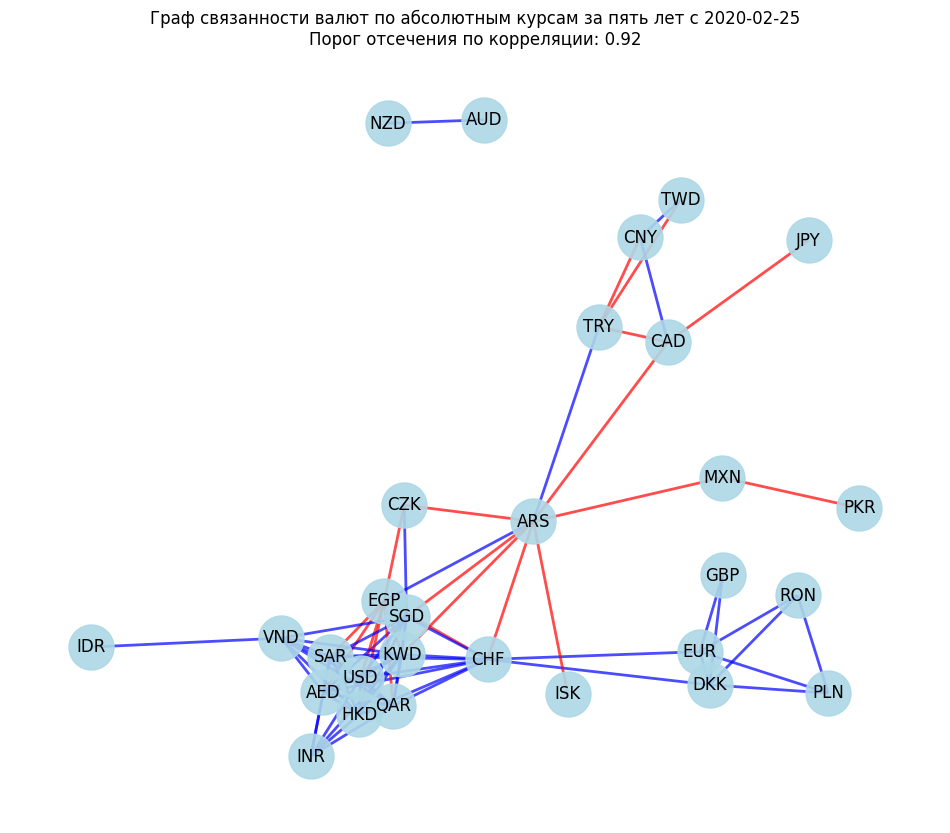 Граф связанности валют по абсолютным курсам за пять лет с 2020-02-25
Порог отсечения по корреляции: 0.92
NZD
AUD
TWD
CNY
JPY
TRY
CAD
MXN
CZK
PKR
ARS
GBP
RON
EGP
SGD
VND
IDR
SAR
KWD
CHF
EUR
USD
DKK
AED
ISK
PLN
QAR
HKD
INR